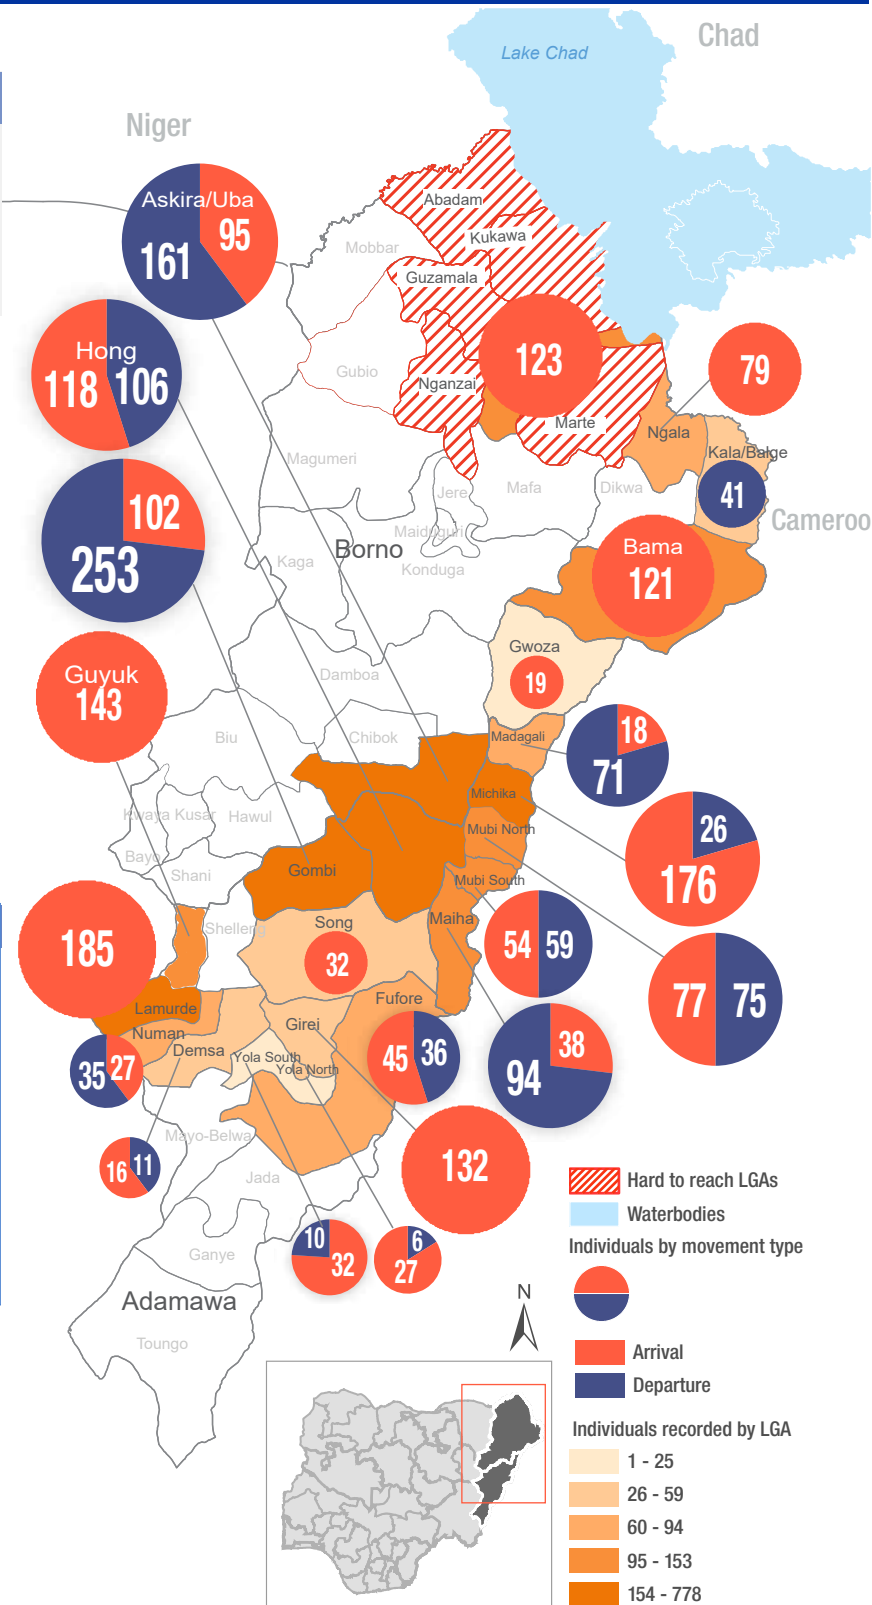 Chad
Lake Chad
Niger
Askira/Uba
95
161
Abadam
Kukawa
Mobbar
Guzamala
Hong
118
106
123
79
Gubio
Nganzai
Marte
Ngala
Kala/Balge
Magumeri
Jere
Mafa
Dikwa
41
102
253
Cameroo
Maiduguri
Borno
Kaga
Konduga
Bama
121
Gwoza
19
Guyuk
143
Damboa
Biu
Chibok
Madagali
18
71
Michika
Kwaya Kusar
Hawul
Mubi North
26
176
Bayo
Shani
Gombi
Mubi South
Shelleng
Song
32
Maiha
54
59
185
77
75
Lamurde
Fufore
Numan
Girei
Demsa
Yola South
Yola North
35
27
45
36
38
94
Mayo-Belwa
16
11
132
Jada
Ganye
10
32
6
27
Adamawa
Toungo
N
Hard to reach LGAs
Waterbodies
Individuals by movement type
Arrival
Departure
Individuals recorded by LGA
1 - 25
26 - 59
60 - 94
95 - 153
154 - 778